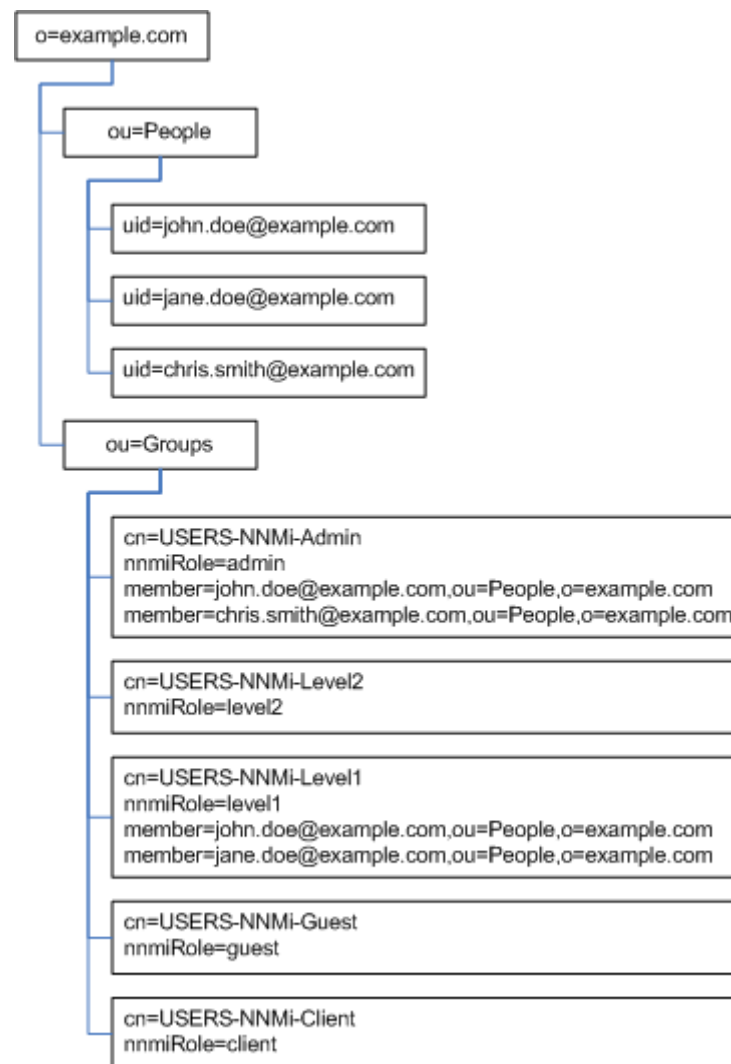 o=example.com
ou=People
uid=john.doe@example.com
uid=jane.doe@example.com
uid=chris.smith@example.com
ou=Groups
cn=USERS-NNMi-Admin
nnmiRole=admin
member=john.doe@example.com,ou=People,o=example.com
member=chris.smith@example.com,ou=People,o=example.com
cn=USERS-NNMi-Level2
nnmiRole=level2
cn=USERS-NNMi-Level1
nnmiRole=level1
member=john.doe@example.com,ou=People,o=example.com
member=jane.doe@example.com,ou=People,o=example.com
cn=USERS-NNMi-Guest
nnmiRole=guest
cn=USERS-NNMi-Client
nnmiRole=client